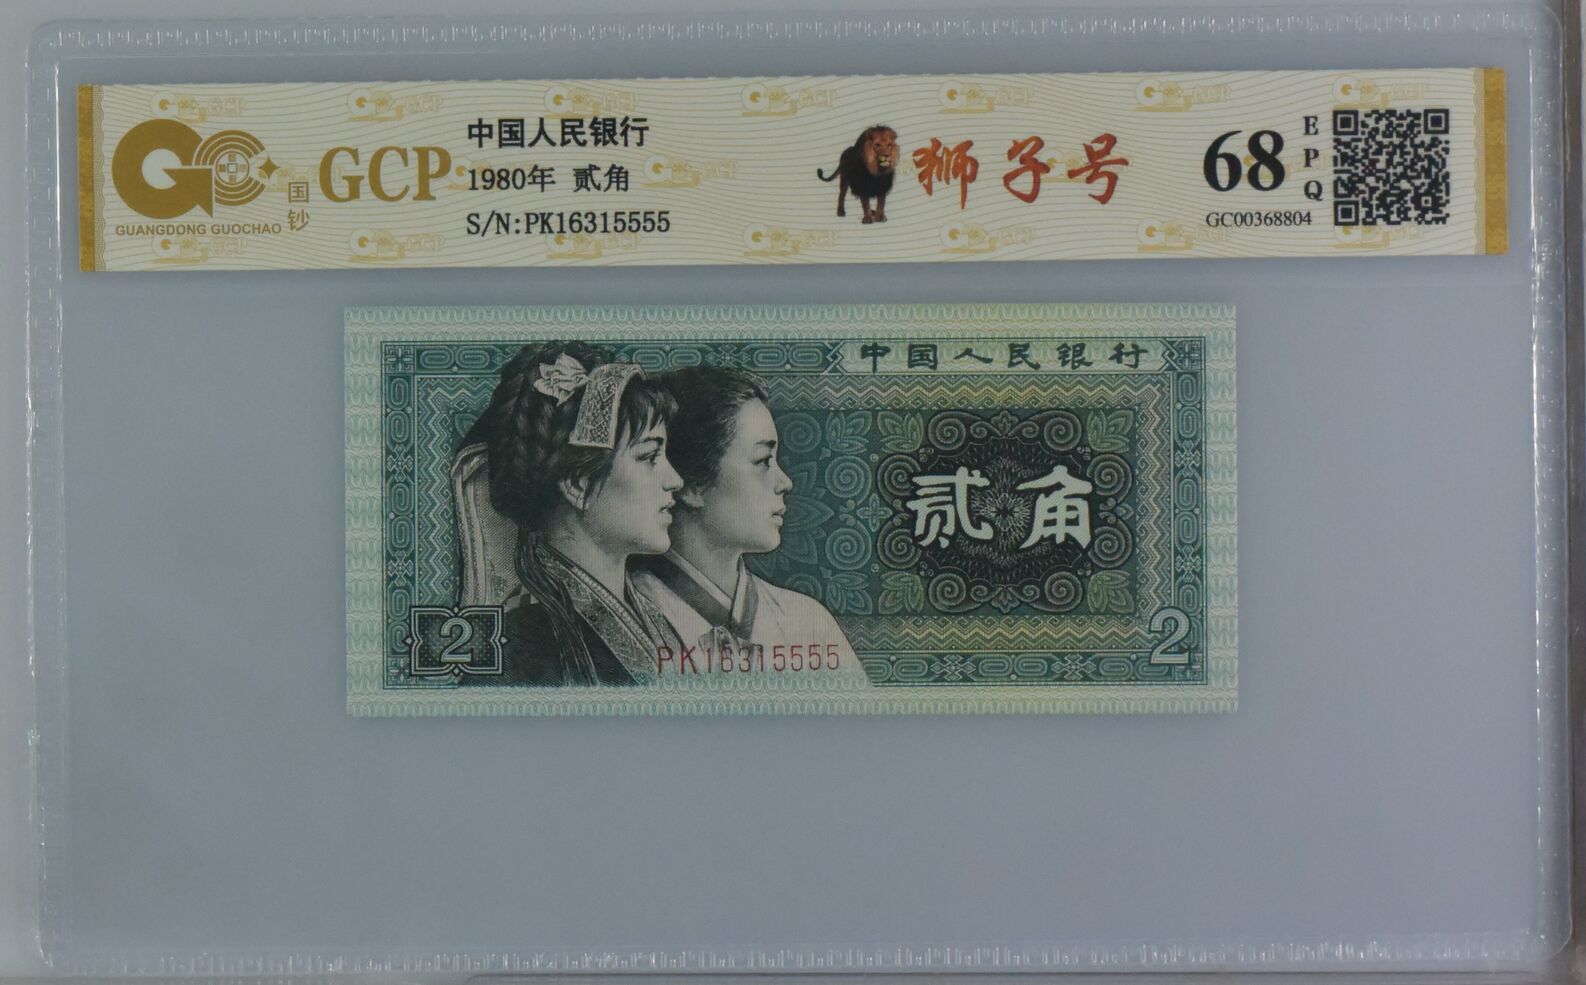 GUANGDONG GUOCHAO
国钞
GCP
中国人民银行
1980年 贰角
S/N:PK16315555
狮子号
68
EPQ
GC00368804
中国人民银行
贰角
2
2
PK16315555